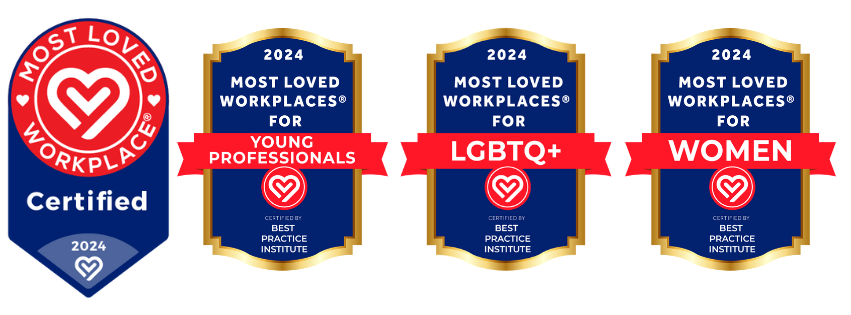 MOST LOVED
WORKPLACE®
Certified
2024
2024
MOST LOVED
WORKPLACES®
FOR
YOUNG
PROFESSIONALS
CERTIFIED BY
BEST
PRACTICE
INSTITUTE
2024
MOST LOVED
WORKPLACES®
FOR
LGBTQ+
CERTIFIED BY
BEST
PRACTICE
INSTITUTE
2024
MOST LOVED
WORKPLACES®
FOR
WOMEN
CERTIFIED BY
BEST
PRACTICE
INSTITUTE